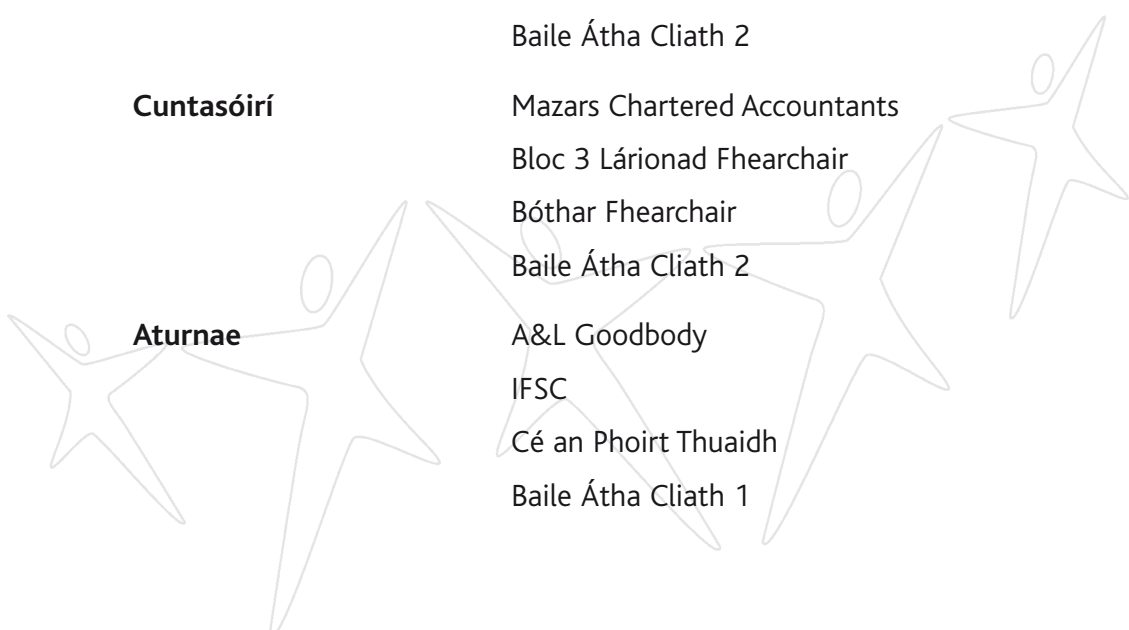 Baile Átha Cliath 2
Cuntasóirí Mazars Chartered Accountants
Bloc 3 Lárionad Fhearchair
Bóthar Fhearchair
Baile Átha Cliath 2
Aturnae A&L Goodbody
IFSC
Cé an Phoirt Thuaidh
Baile Átha Cliath 1